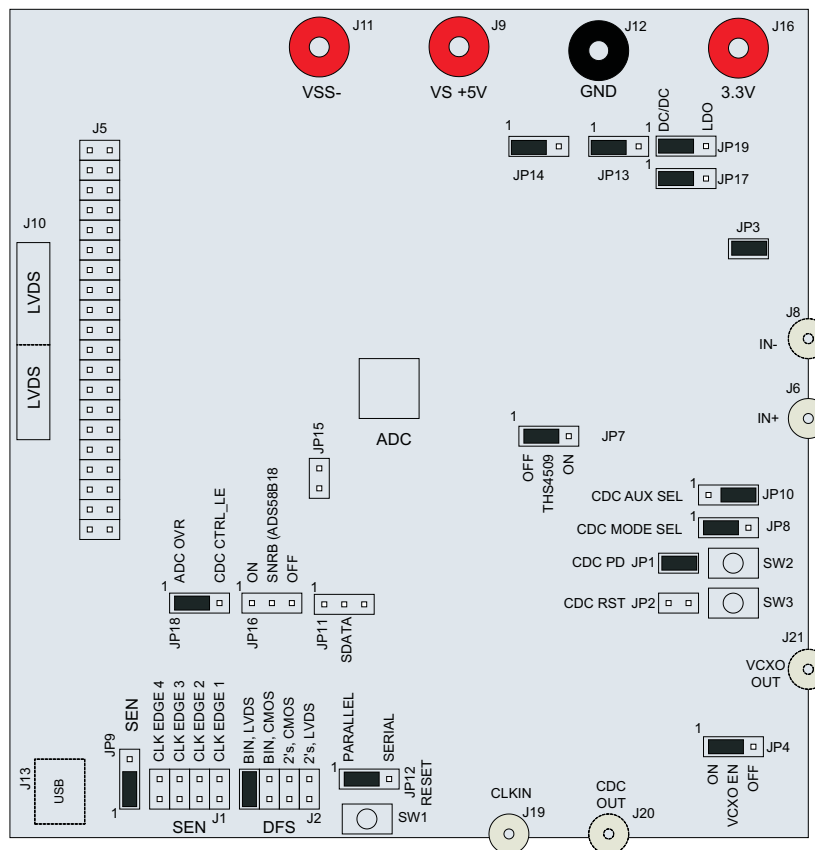 J11
J9
J12
J16
VSS-
VS +5V
GND
3.3V
J5
1
1
1
DC/DC
LDO
JP14
JP13
JP19
1
JP17
J10
JP3
LVDS
LVDS
J8
IN-
J6
IN+
ADC
1
JP7
OFF
THS4509
ON
JP15
CDC AUX SEL
1
JP10
CDC MODE SEL
1
JP8
CDC PD
JP1
SW2
CDC RST
JP2
SW3
ADC OVR
CDC CTRL_LE
ON
SNRB (ADS58B18
OFF
1
JP18
1
JP16
1
JP11
SDATA
J21
VCXO
OUT
JP9
SEN
CLK EDGE 4
CLK EDGE 3
CLK EDGE 2
CLK EDGE 1
BIN, LVDS
BIN, CMOS
2's, CMOS
2's, LVDS
PARALLEL
SERIAL
1
JP4
ON
VCXO EN
OFF
J13
USB
1
J1
SEN
J2
DFS
1
JP12
RESET
SW1
CLKIN
J19
CDC
OUT
J20